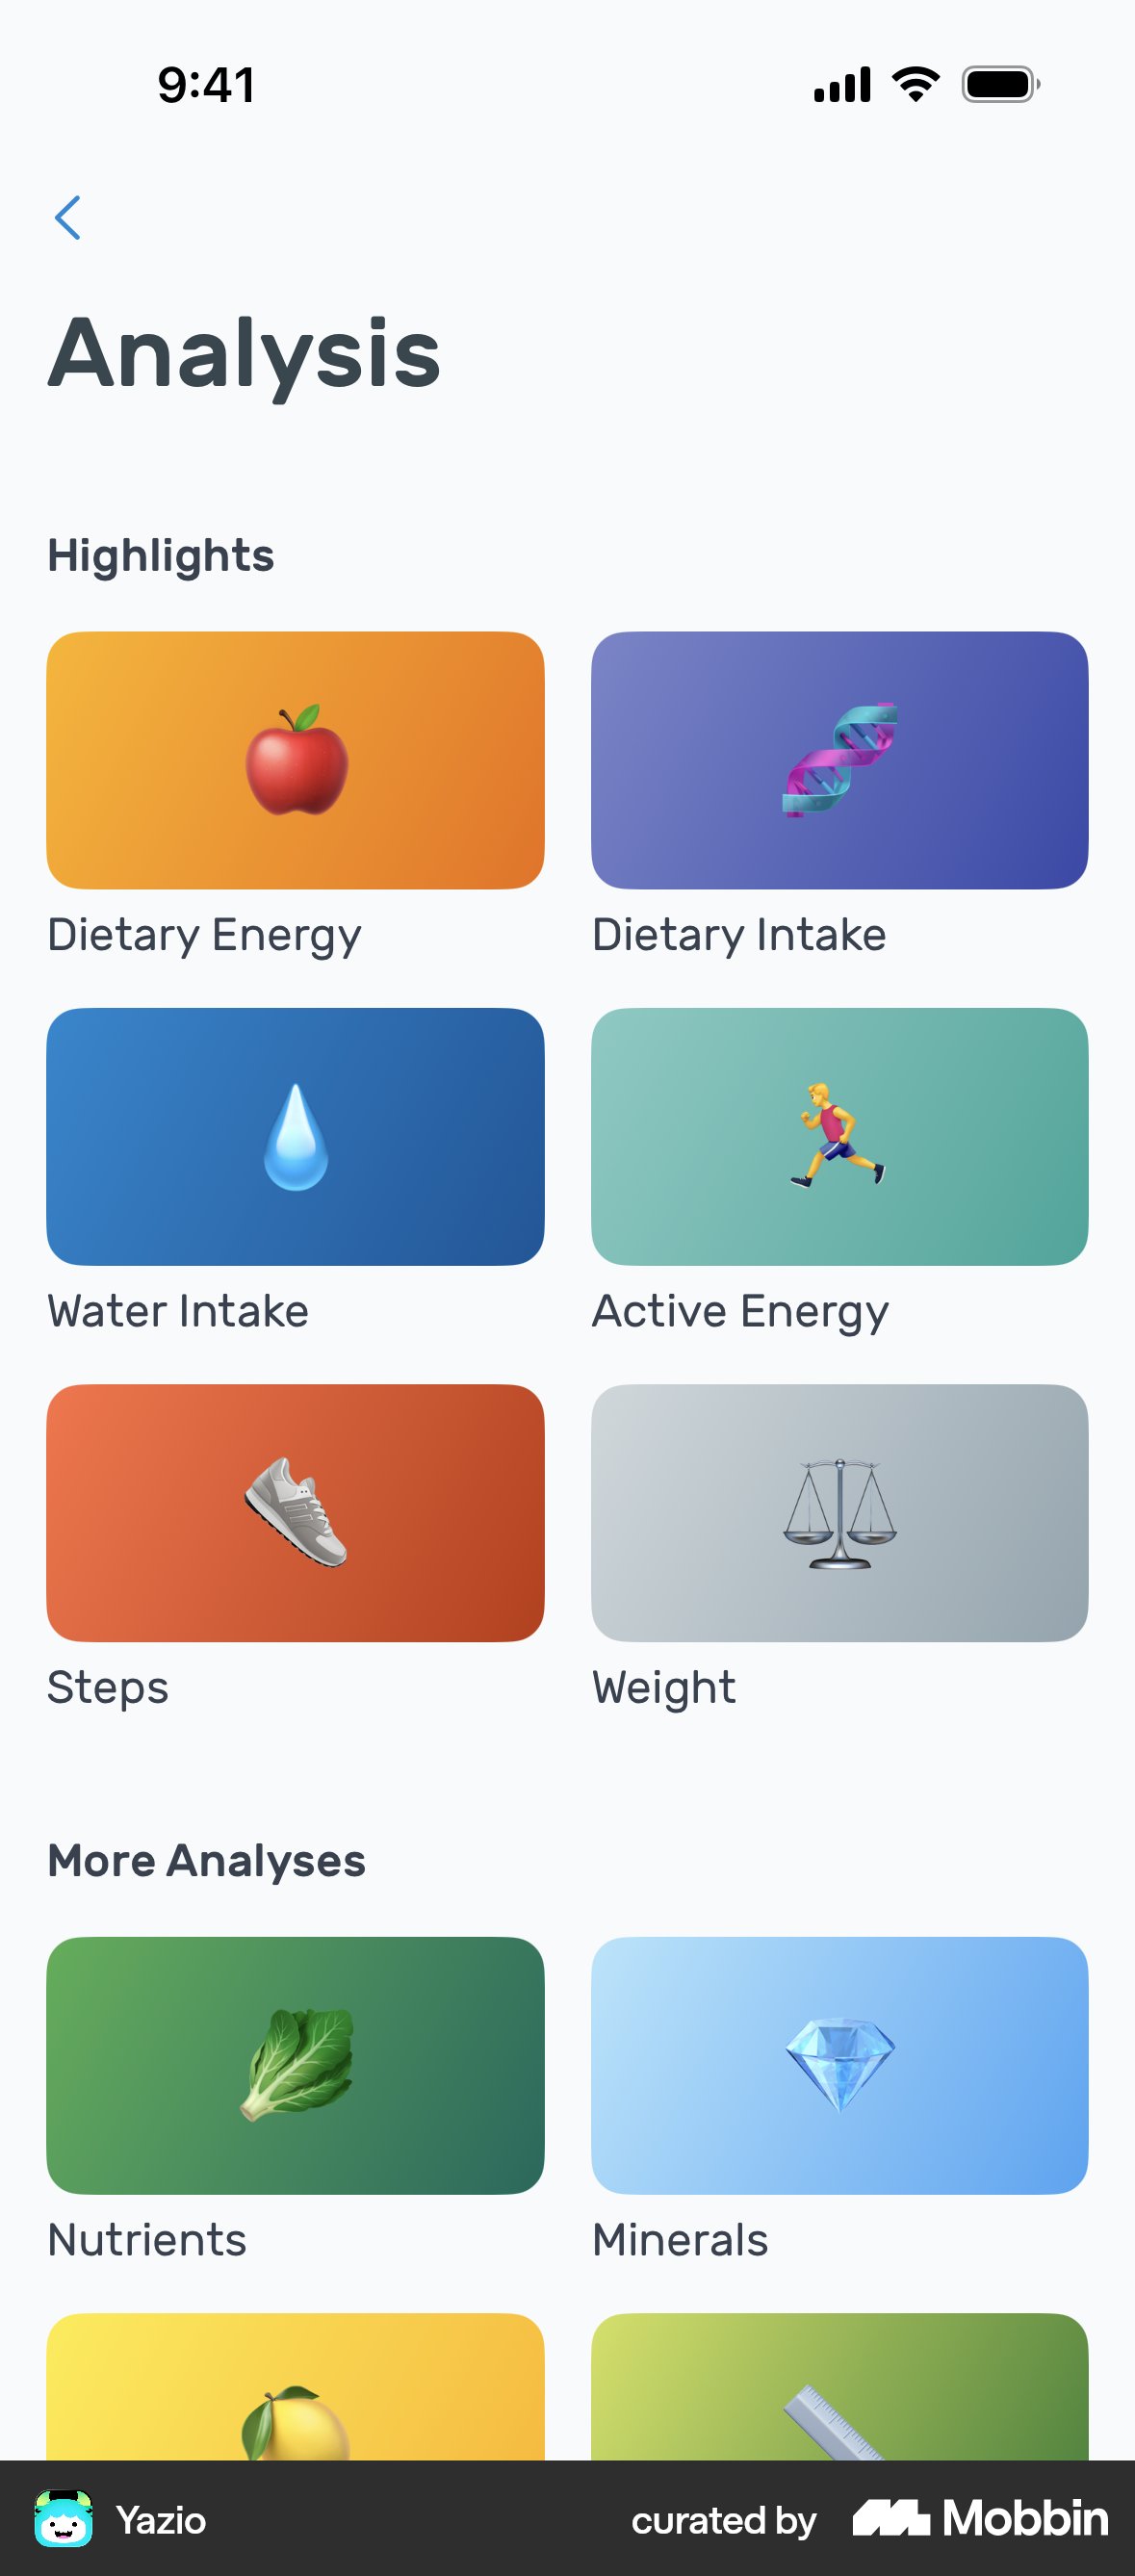 9:41
Analysis
Highlights
Dietary Energy
Dietary Intake
Water Intake
Active Energy
Steps
Weight
More Analyses
Nutrients
Minerals
Yazio
curated by Mobbin